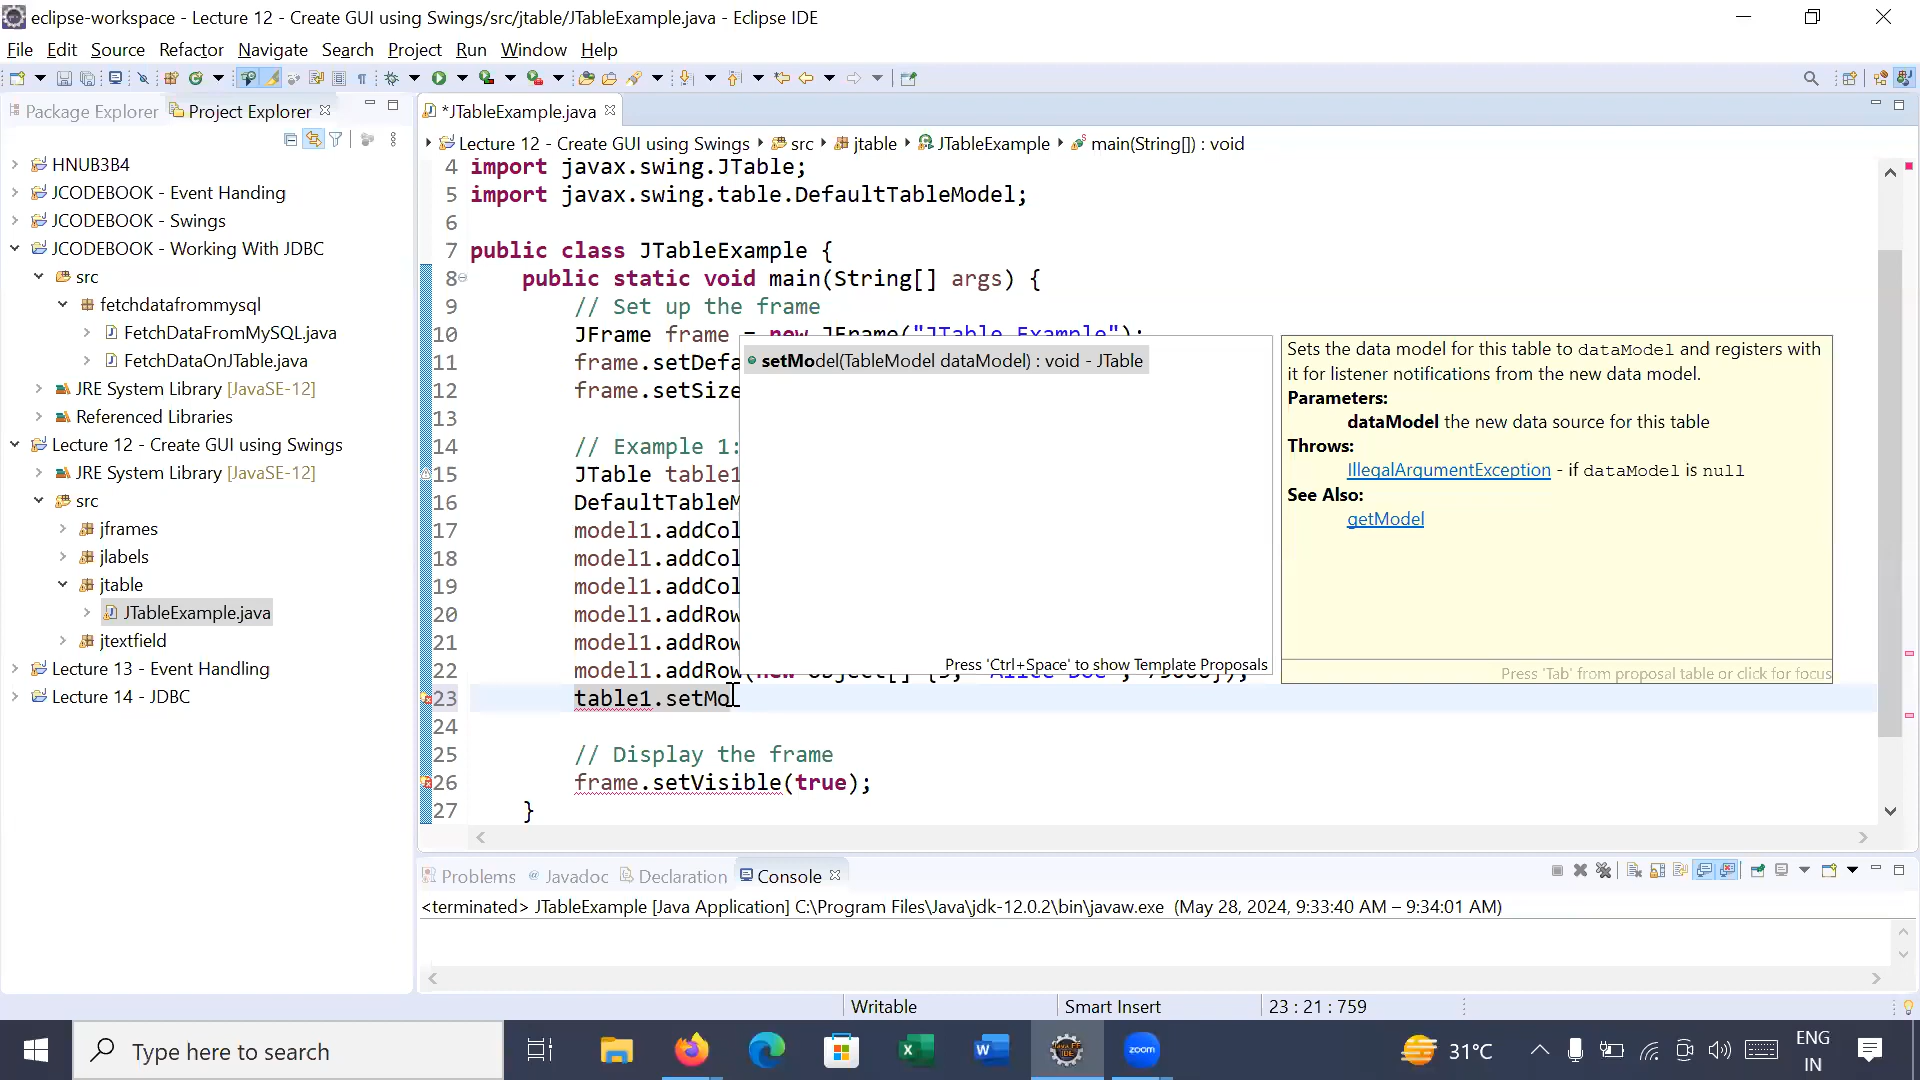 eclipse-workspace - Lecture 12 - Create GUI using Swings/src/jtable/JTableExample.java - Eclipse IDE
File Edit Source Refactor Navigate Search Project Run Window Help
Package Explorer Project Explorer
*JTableExample.java
Lecture 12 - Create GUI using Swings src jtable JTableExample main(String[]) : void
HNUB3B4
JCODEBOOK - Event Handing
JCODEBOOK - Swings
JCODEBOOK - Working With JDBC
src
fetchdatafrommysql
FetchDataFromMySQL.java
FetchDataOnJTable.java
JRE System Library [JavaSE-12]
Referenced Libraries
Lecture 12 - Create GUI using Swings
JRE System Library [JavaSE-12]
src
jframes
jlabels
jtable
JTableExample.java
jtextfield
Lecture 13 - Event Handling
Lecture 14 - JDBC
4 import javax.swing.JTable;
5 import javax.swing.table.DefaultTableModel;
6
7 public class JTableExample {
8 public static void main(String[] args) {
9 // Set up the frame
10 JFrame frame = new JFrame("JTable Example");
11 frame.setDefa
12 frame.setSize
13
14 // Example 1:
15 JTable table1
16 DefaultTableM
17 model1.addCol
18 model1.addCol
19 model1.addCol
20 model1.addRow
21 model1.addRow
22 model1.addRow(new Object[] {3, "Alice Doe", 75000});
23 table1.setMo
24
25 // Display the frame
26 frame.setVisible(true);
27 }
setModel(TableModel dataModel) : void - JTable
Press 'Ctrl+Space' to show Template Proposals
Sets the data model for this table to dataModel and registers with
it for listener notifications from the new data model.
Parameters:
dataModel the new data source for this table
Throws:
IllegalArgumentException - if dataModel is null
See Also:
getModel
Press 'Tab' from proposal table or click for focus
Problems @ Javadoc Declaration Console
<terminated> JTableExample [Java Application] C:\Program Files\Java\jdk-12.0.2\bin\javaw.exe (May 28, 2024, 9:33:40 AM – 9:34:01 AM)
Writable Smart Insert 23 : 21 : 759
Type here to search
zoom
31°C
ENG
IN